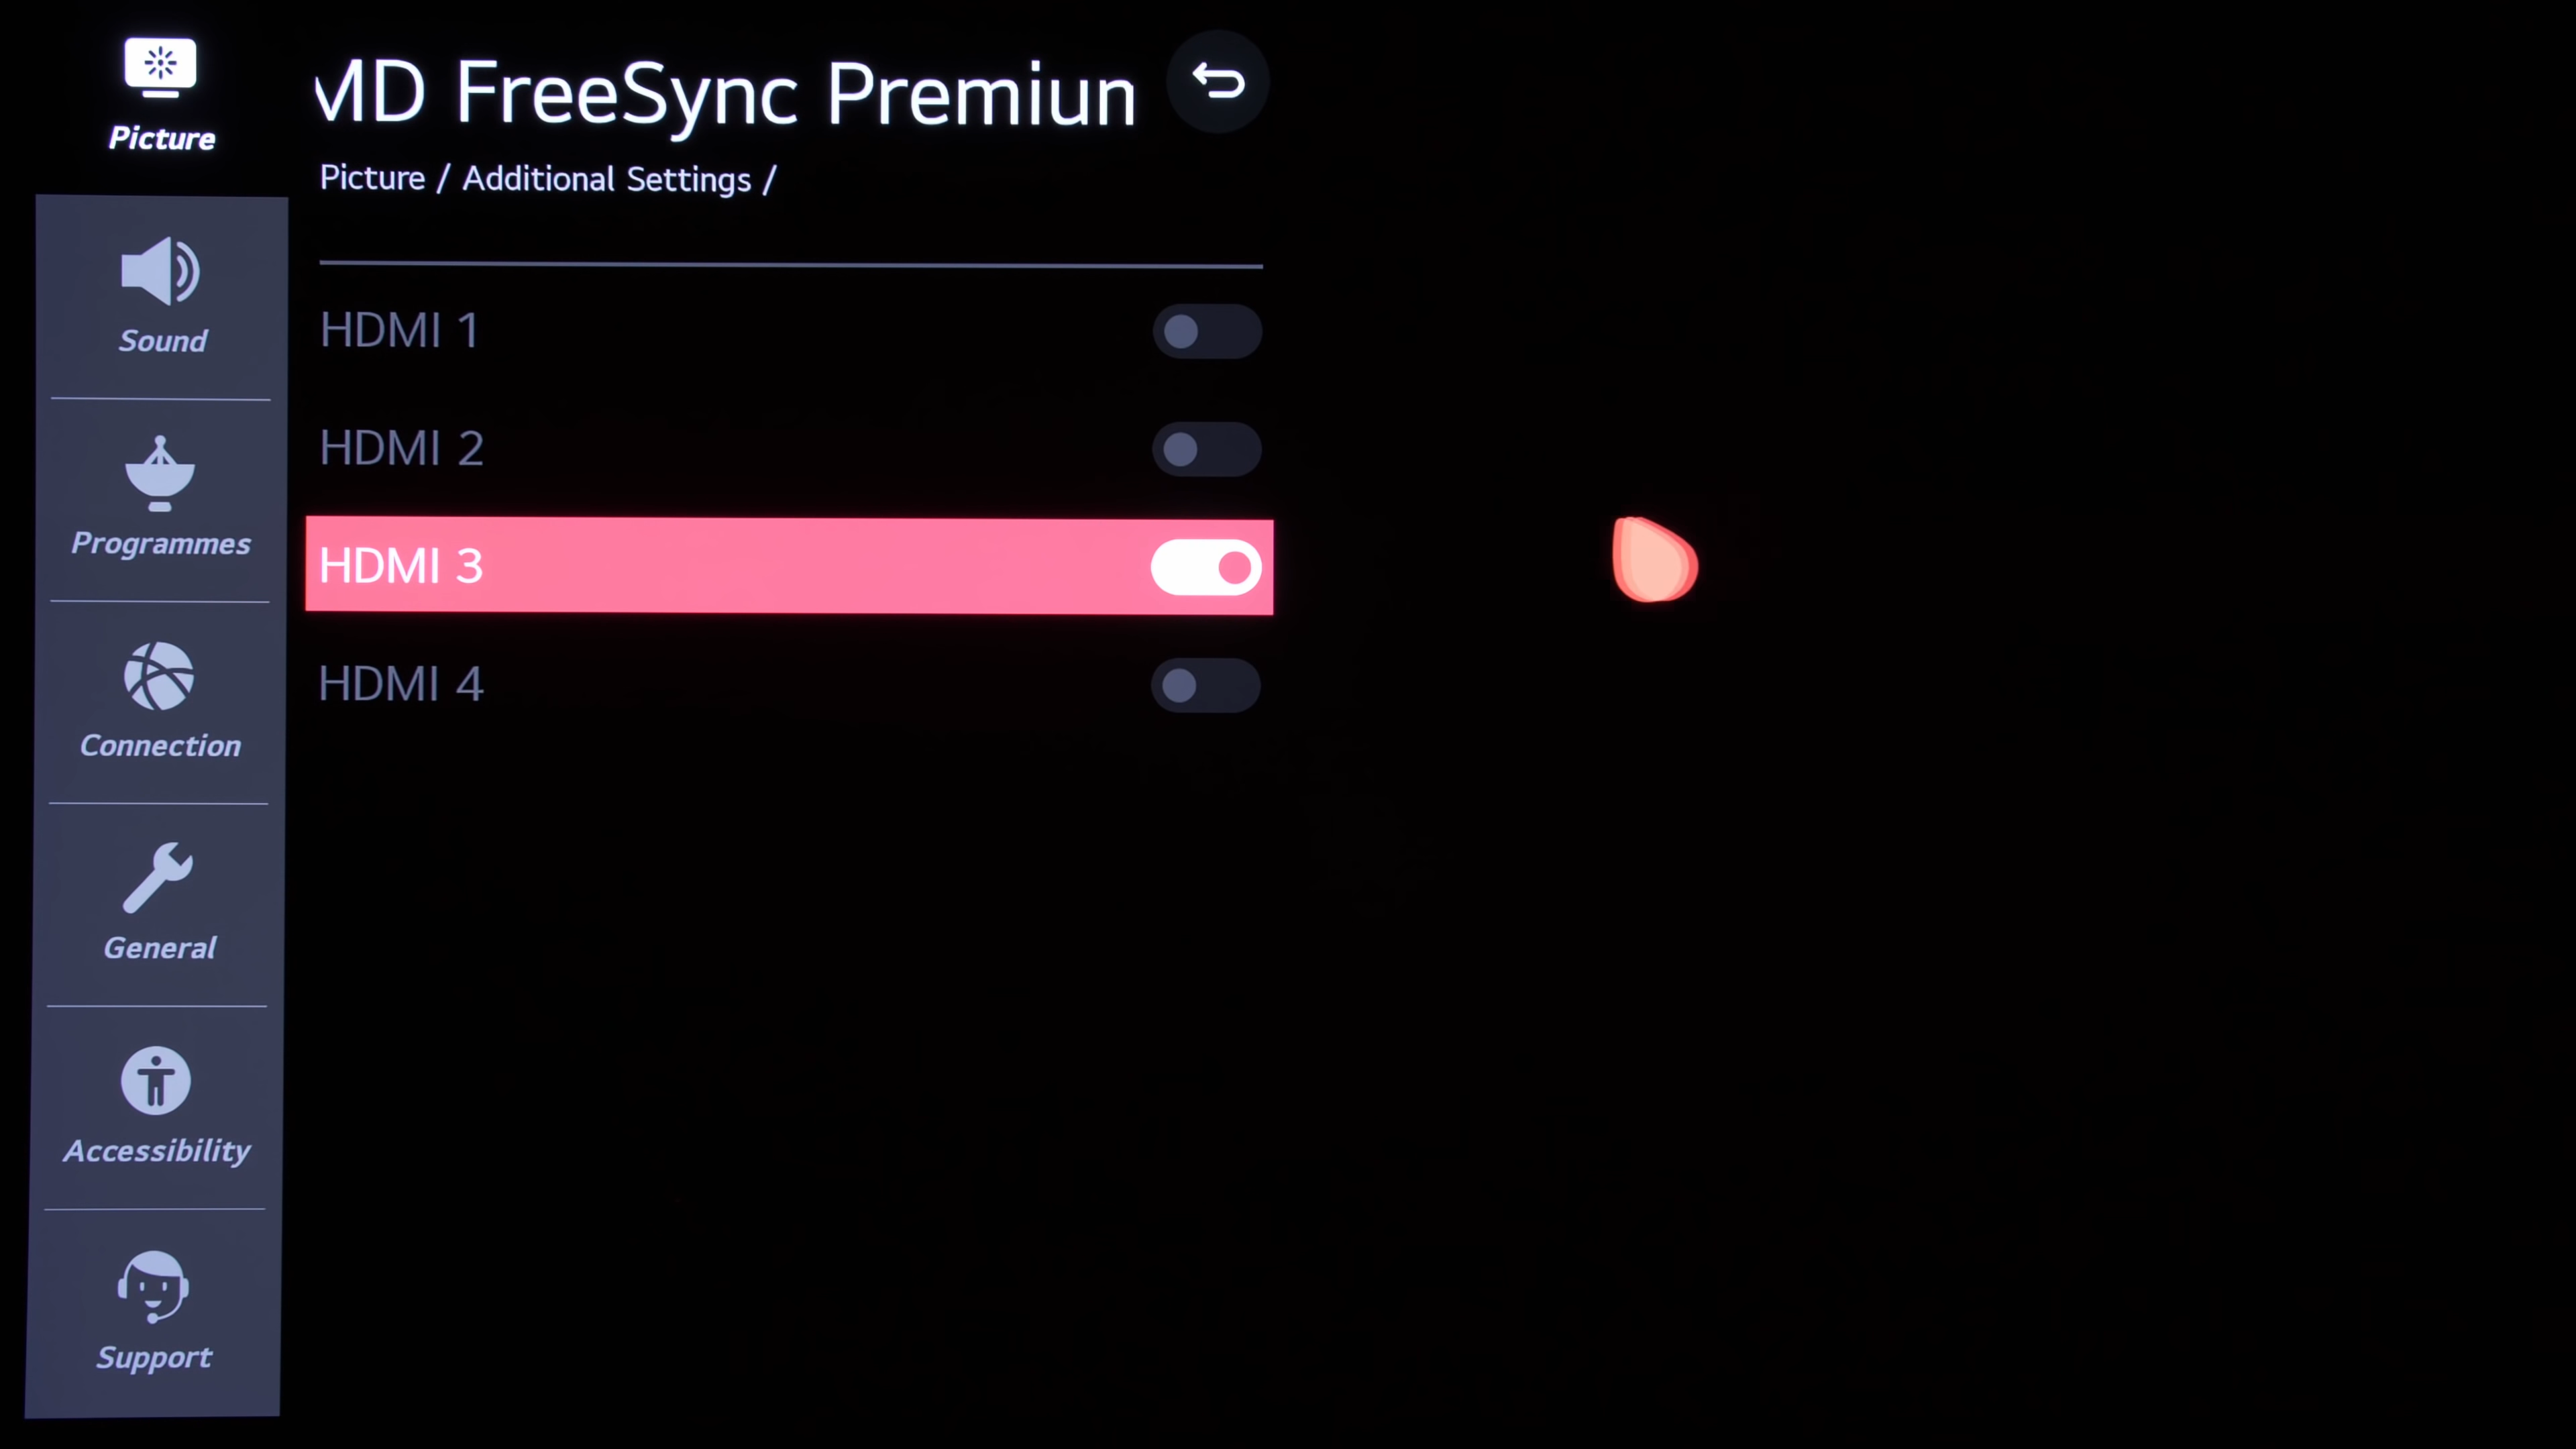 MD FreeSync Premiun
Picture / Additional Settings /
HDMI 1
HDMI 2
HDMI 3
HDMI 4
Picture
Sound
Programmes
Connection
General
Accessibility
Support